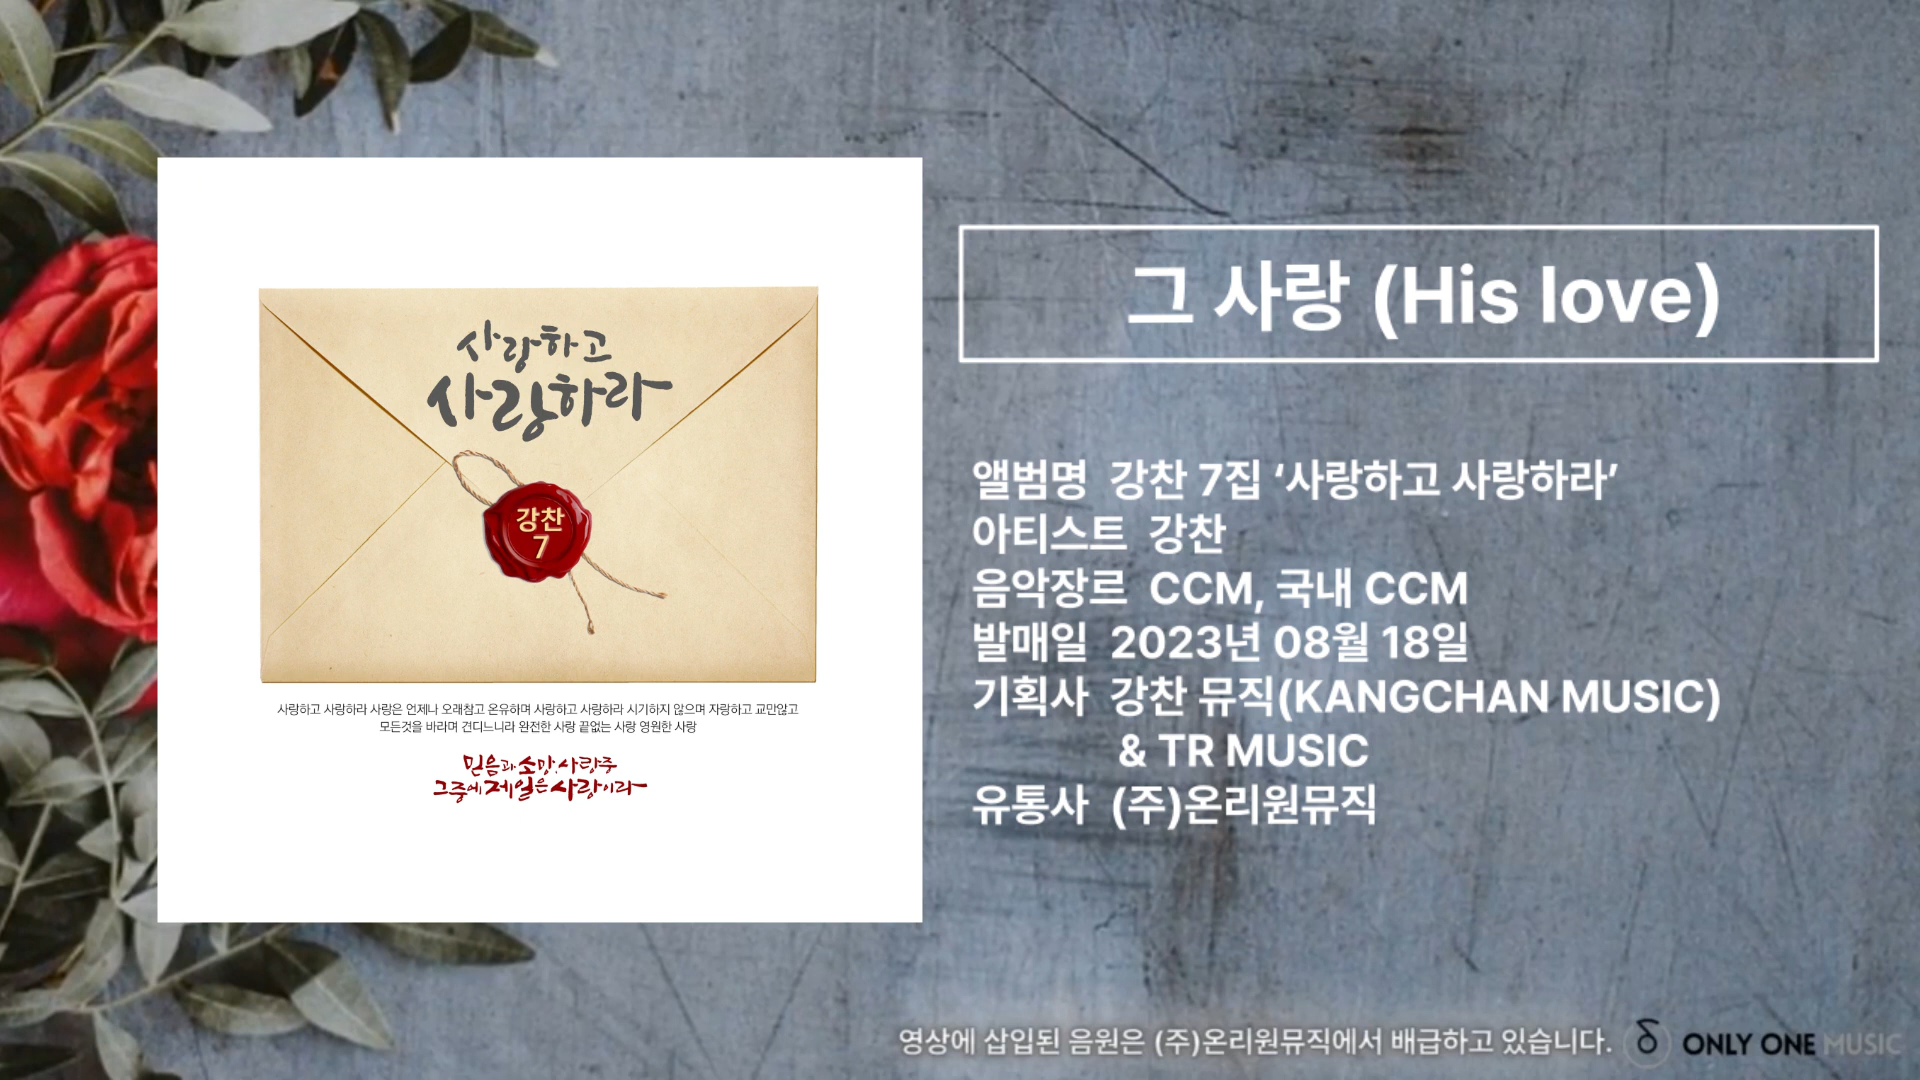 사랑하고
사랑하라
강찬
7
사랑하고 사랑하라 사랑은 언제나 오래참고 온유하며 사랑하고 사랑하라 시기하지 않으며 자랑하고 교만않고
모든것을 바라며 견디느니라 완전한 사랑 끝없는 사랑 영원한 사랑
믿음과 소망, 사랑중
그중에 제일은 사랑이라
그 사랑 (His love)
앨범명 강찬 7집 ‘사랑하고 사랑하라’
아티스트 강찬
음악장르 CCM, 국내 CCM
발매일 2023년 08월 18일
기획사 강찬 뮤직(KANGCHAN MUSIC)
& TR MUSIC
유통사 (주)온리원뮤직
영상에 삽입된 음원은 (주)온리원뮤직에서 배급하고 있습니다. ONLY ONE MUSIC